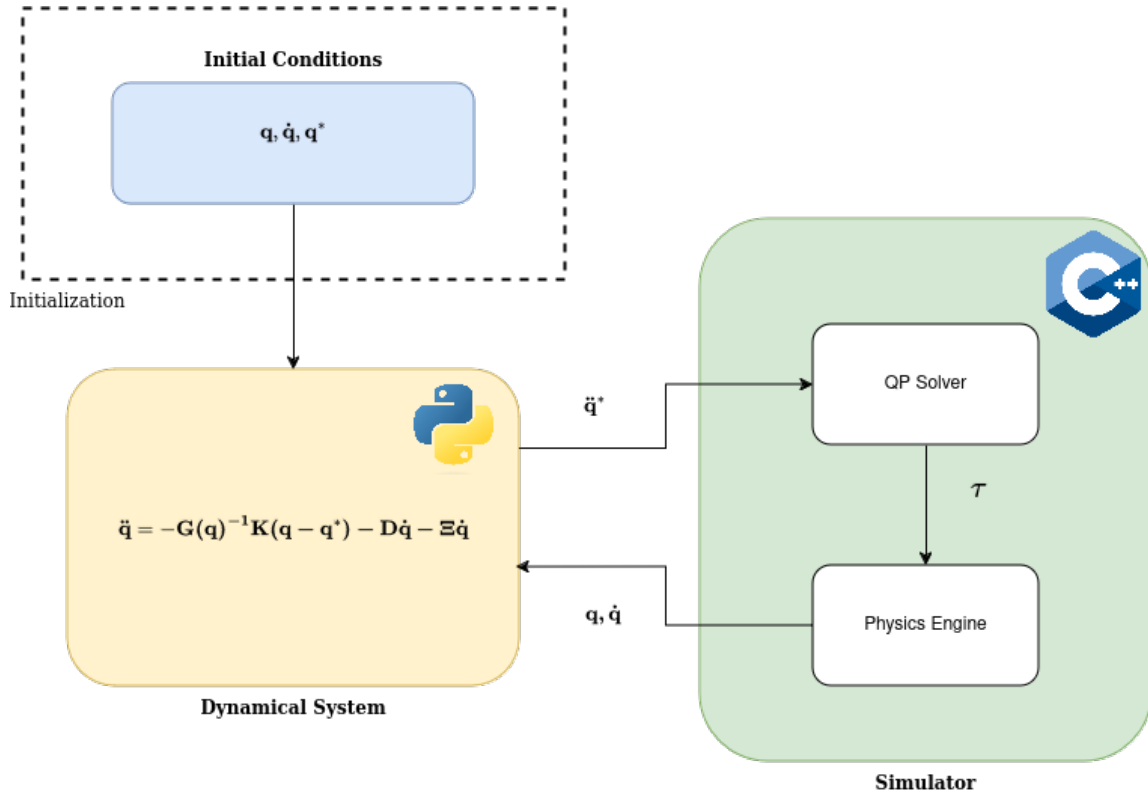 Initial Conditions
q, q̇, q*
Initialization
C++
QP Solver
q̈*
τ
q̈ = −G(q)⁻¹K(q − q*) − Dq̇ − Ξq̇
q, q̇
Physics Engine
Dynamical System
Simulator